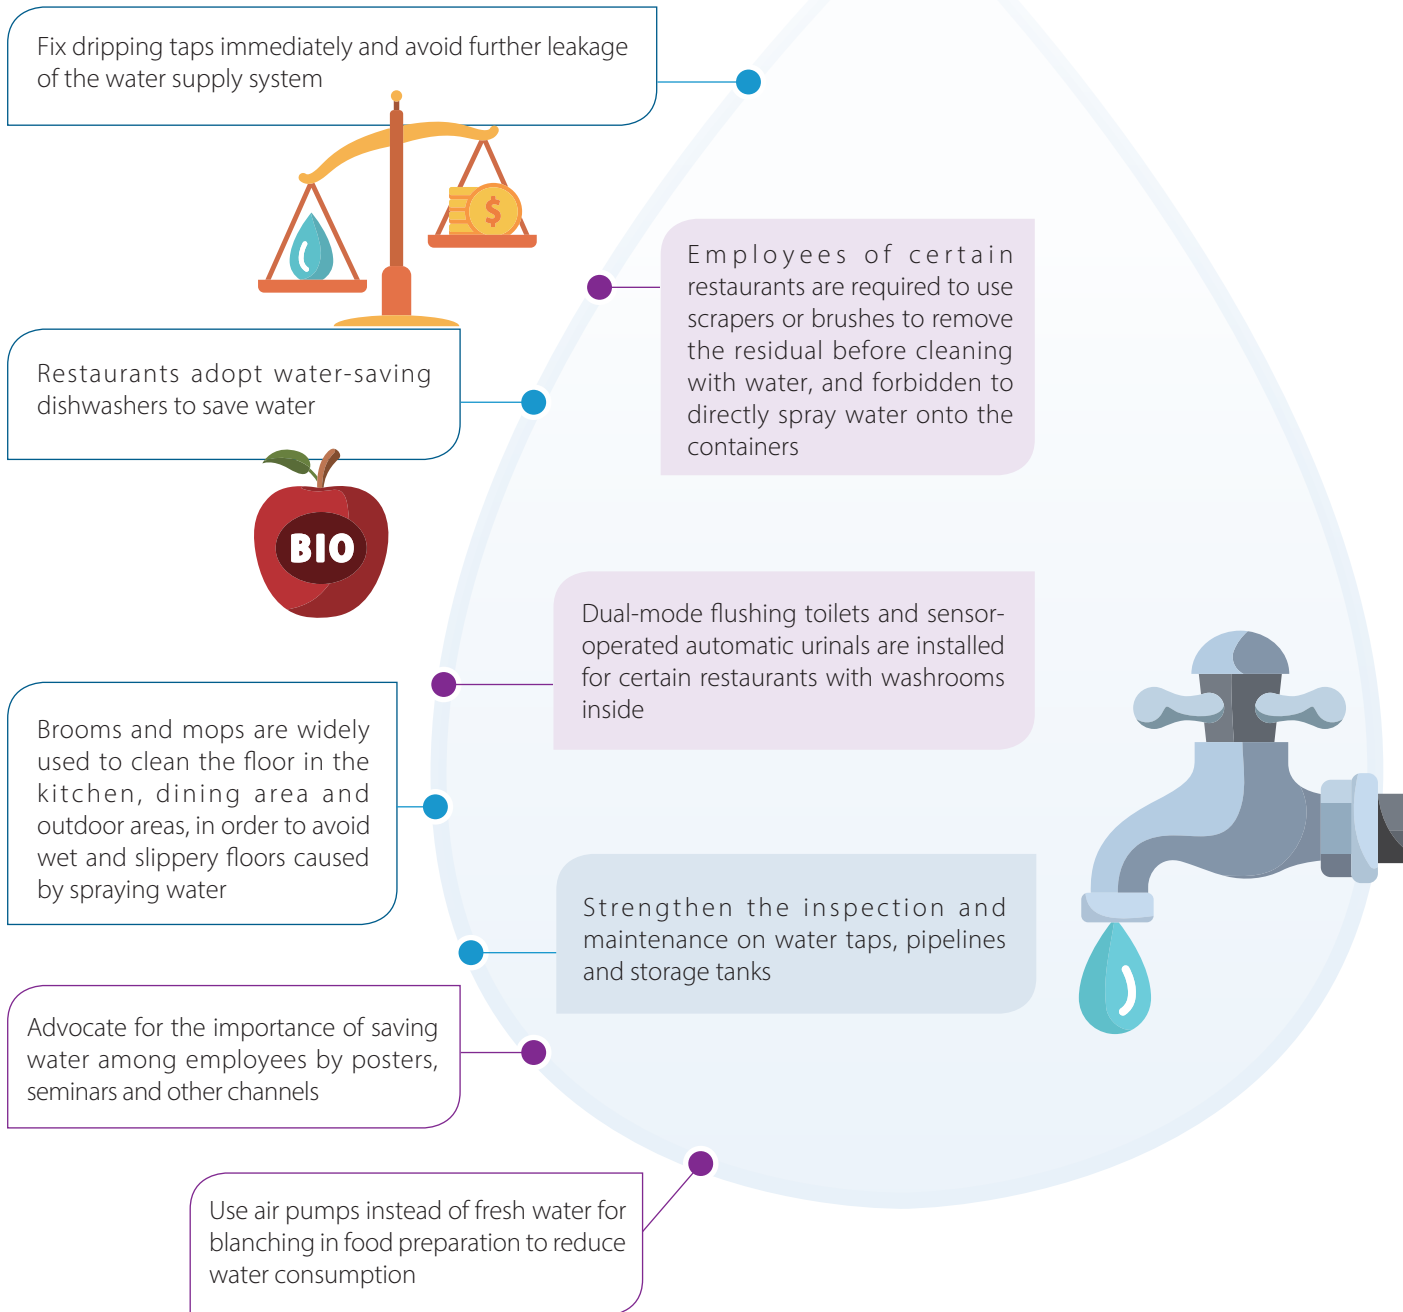 Fix dripping taps immediately and avoid further leakage
of the water supply system
$
Employees of certain
restaurants are required to use
scrapers or brushes to remove
the residual before cleaning
with water, and forbidden to
directly spray water onto the
containers
Restaurants adopt water-saving
dishwashers to save water
BIO
Dual-mode flushing toilets and sensor-
operated automatic urinals are installed
for certain restaurants with washrooms
inside
Brooms and mops are widely
used to clean the floor in the
kitchen, dining area and
outdoor areas, in order to avoid
wet and slippery floors caused
by spraying water
Strengthen the inspection and
maintenance on water taps, pipelines
and storage tanks
Advocate for the importance of saving
water among employees by posters,
seminars and other channels
Use air pumps instead of fresh water for
blanching in food preparation to reduce
water consumption